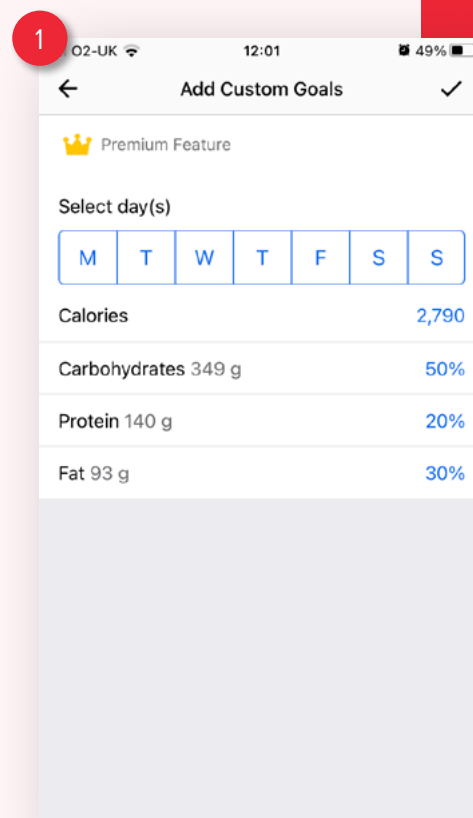 1
O2-UK 12:01 49%
Add Custom Goals
Premium Feature
Select day(s)
M T W T F S S
Calories 2,790
Carbohydrates 349 g 50%
Protein 140 g 20%
Fat 93 g 30%